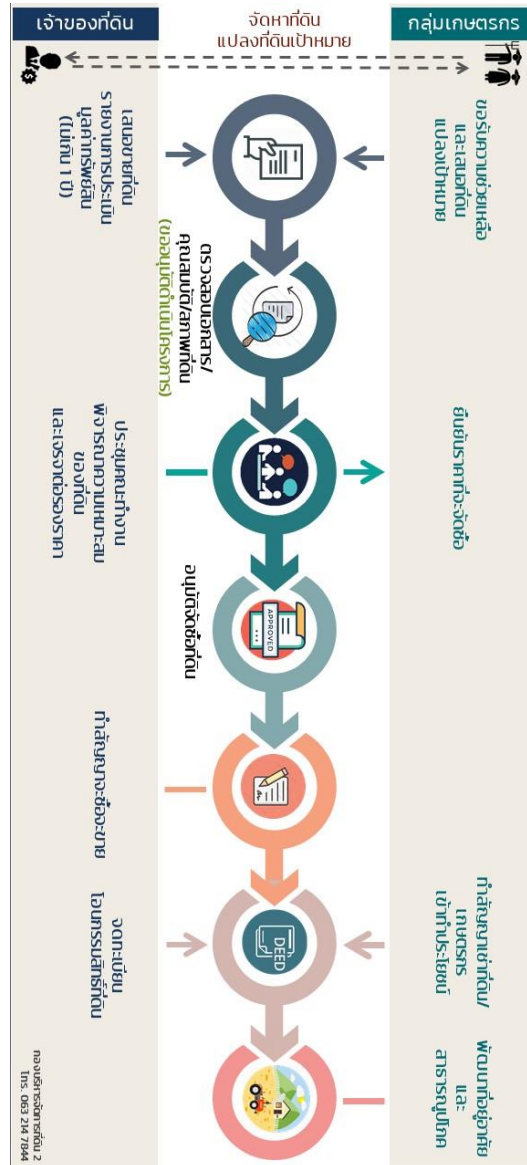 เจ้าของที่ดิน
จัดหาที่ดิน
แปลงที่ดินเป้าหมาย
กลุ่มเกษตรกร
เสนอขายที่ดิน
รายงานการประเมิน
มูลค่าทรัพย์สิน
(ไม่เกิน 1 ปี)
ขอรับความช่วยเหลือ
และเสนอที่ดิน
แปลงเป้าหมาย
ตรวจสอบเอกสาร/
คุณสมบัติ/สภาพที่ดิน
(ขออนุมัติดำเนินโครงการ)
ประชุมคณะทำงาน
พิจารณาความเหมาะสม
ของที่ดิน
และเจรจาต่อรองราคา
ยืนยันราคาที่จะจัดซื้อ
อนุมัติจัดซื้อที่ดิน
APPROVED
ทำสัญญาจะซื้อจะขาย
จดทะเบียน
โอนกรรมสิทธิ์ที่ดิน
DEED
ทำสัญญาเช่าที่ดิน/
เกษตรกร
เข้าทำประโยชน์
พัฒนาที่อยู่อาศัย
และ
สาธารณูปโภค
กองบริหารจัดการที่ดิน 2
โทร. 063 214 7844